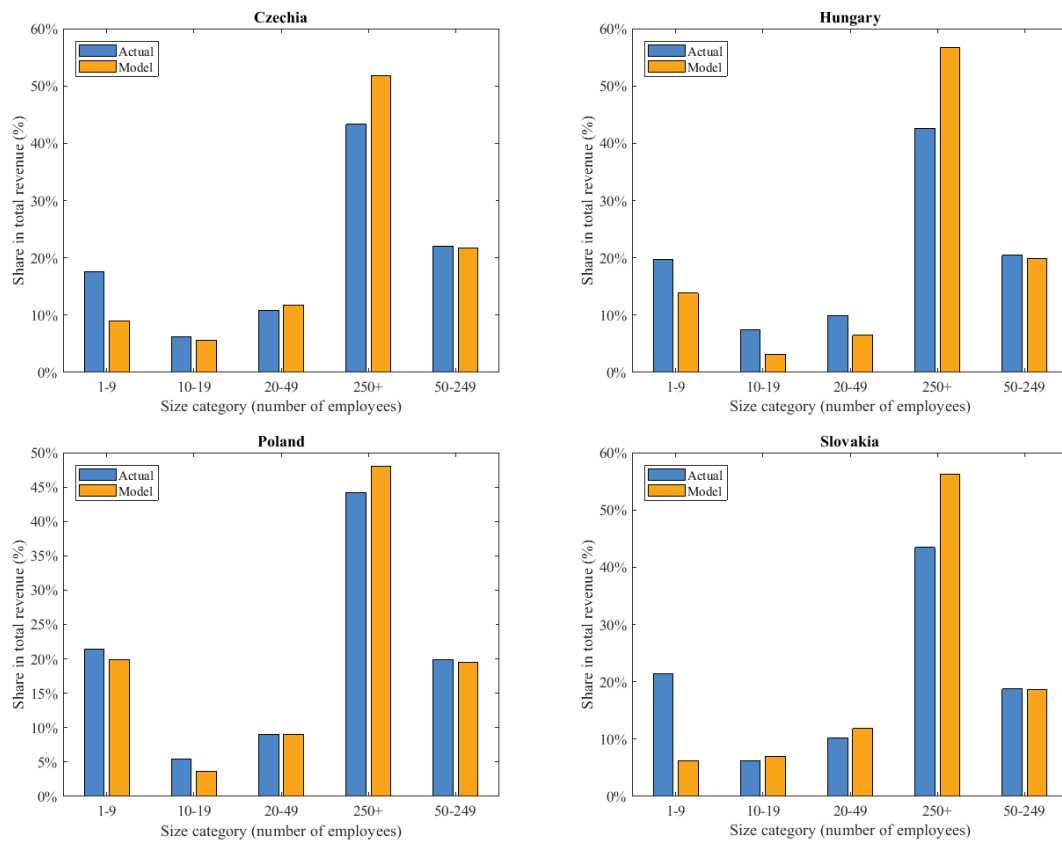 Czechia
60%
50%
40%
30%
20%
10%
0%
Share in total revenue (%)
Actual
Model
1-9 10-19 20-49 250+ 50-249
Size category (number of employees)
Hungary
60%
50%
40%
30%
20%
10%
0%
Share in total revenue (%)
Actual
Model
1-9 10-19 20-49 250+ 50-249
Size category (number of employees)
Poland
50%
45%
40%
35%
30%
25%
20%
15%
10%
5%
0%
Share in total revenue (%)
Actual
Model
1-9 10-19 20-49 250+ 50-249
Size category (number of employees)
Slovakia
60%
50%
40%
30%
20%
10%
0%
Share in total revenue (%)
Actual
Model
1-9 10-19 20-49 250+ 50-249
Size category (number of employees)